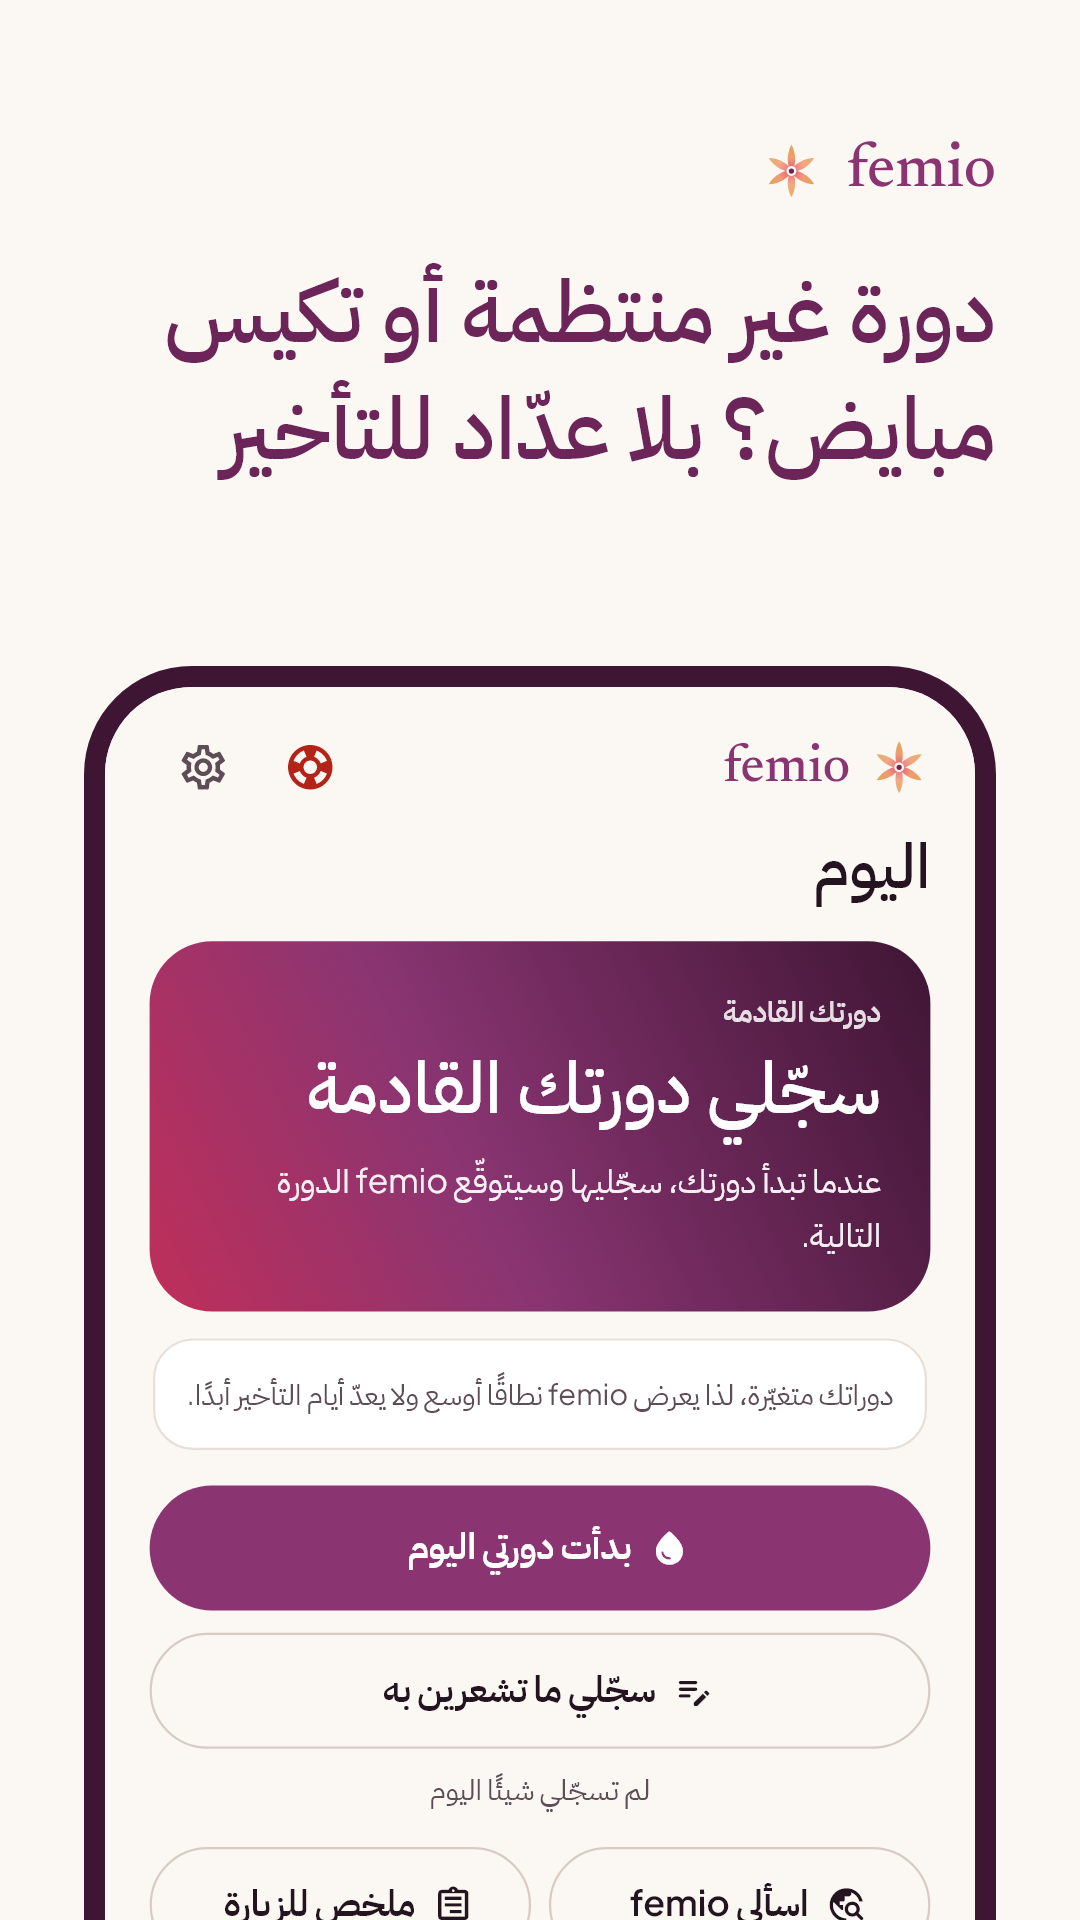 femio
دورة غير منتظمة أو تكيس
مبايض؟ بلا عدّاد للتأخير
femio
اليوم
دورتك القادمة
سجّلي دورتك القادمة
عندما تبدأ دورتك، سجّليها وسيتوقّع femio الدورة
التالية.
دوراتك متغيّرة، لذا يعرض femio نطاقًا أوسع ولا يعدّ أيام التأخير أبدًا.
بدأت دورتي اليوم
سجّلي ما تشعرين به
لم تسجّلي شيئًا اليوم
اسألي femio
ملخص للزيارة